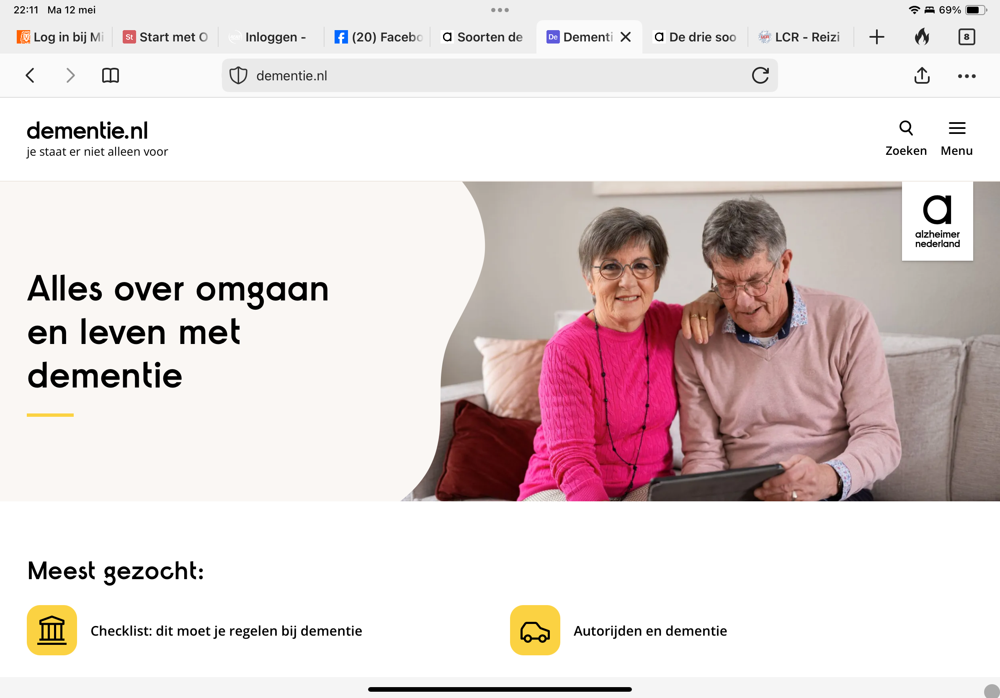 22:11 Ma 12 mei 69%
Log in bij Mi St Start met O Inloggen - (20) Facebo Soorten de De Dementi De drie soo LCR LCR - Reizi 8
dementie.nl
dementie.nl
je staat er niet alleen voor
Zoeken Menu
alzheimer
nederland
Alles over omgaan
en leven met
dementie
Meest gezocht:
Checklist: dit moet je regelen bij dementie
Autorijden en dementie